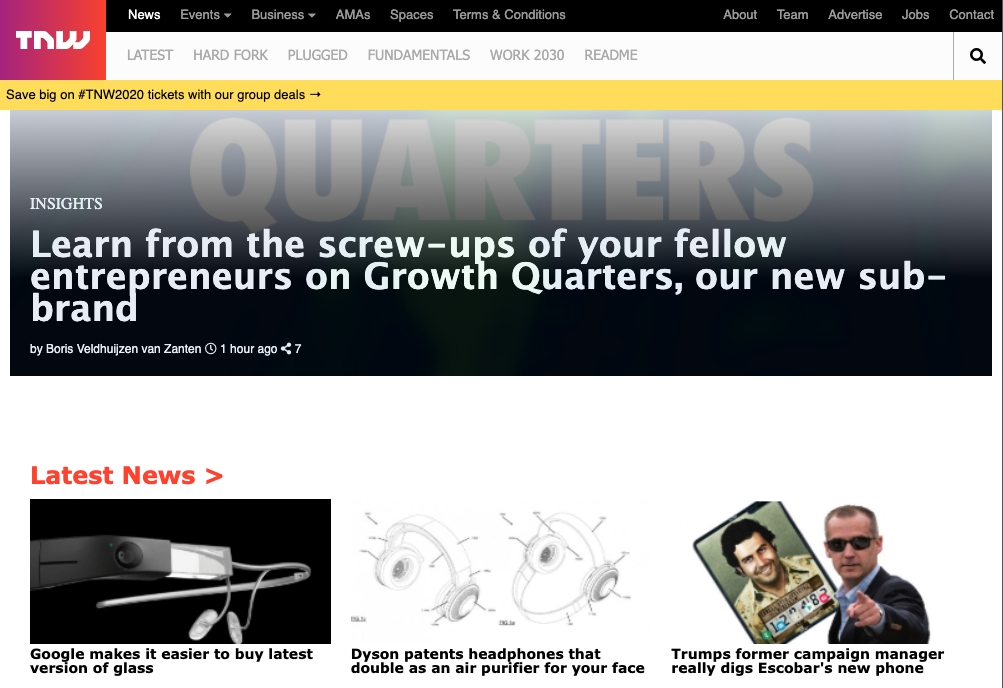 TNW
News Events Business AMAs Spaces Terms & Conditions About Team Advertise Jobs Contact
LATEST HARD FORK PLUGGED FUNDAMENTALS WORK 2030 README
Save big on #TNW2020 tickets with our group deals →
QUARTERS
INSIGHTS
Learn from the screw-ups of your fellow
entrepreneurs on Growth Quarters, our new sub-
brand
by Boris Veldhuijzen van Zanten 1 hour ago 7
Latest News >
Google makes it easier to buy latest
version of glass
Dyson patents headphones that
double as an air purifier for your face
Trumps former campaign manager
really digs Escobar's new phone